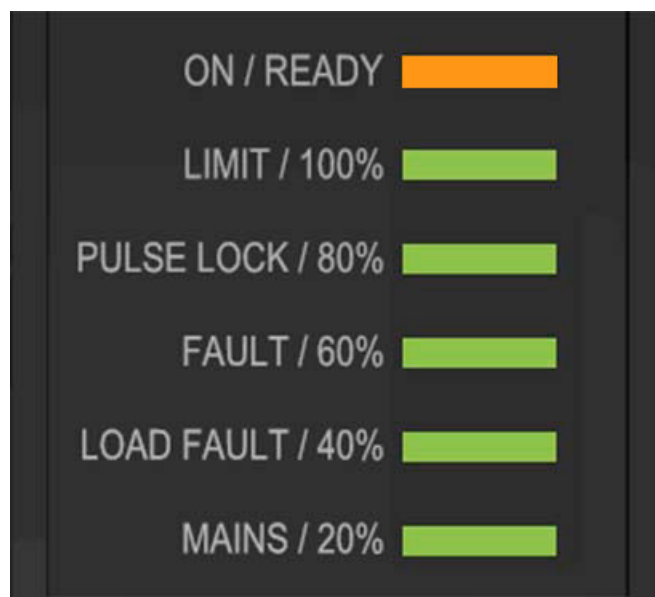 ON / READY
LIMIT / 100%
PULSE LOCK / 80%
FAULT / 60%
LOAD FAULT / 40%
MAINS / 20%